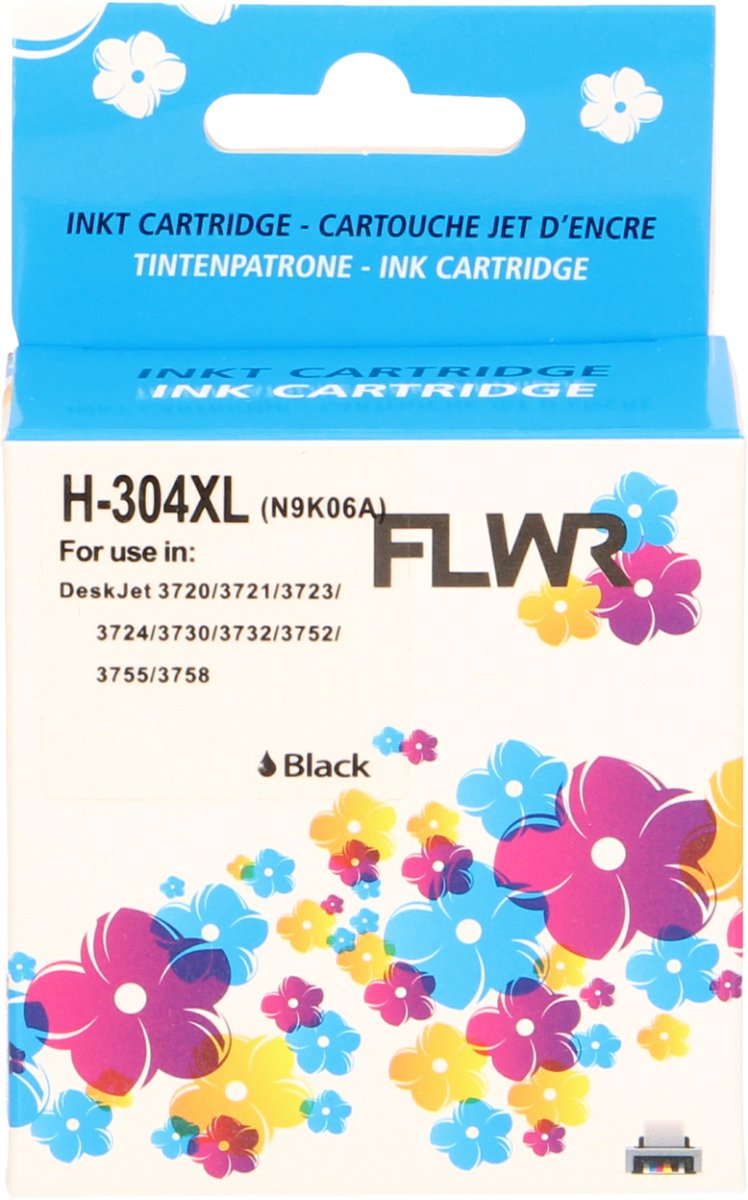 INKT CARTRIDGE - CARTOUCHE JET D'ENCRE
TINTENPATRONE - INK CARTRIDGE
INKT CARTRIDGE
INK CARTRIDGE
H-304XL (N9K06A)
FLWR
For use in:
DeskJet 3720/3721/3723/
3724/3730/3732/3752/
3755/3758
Black